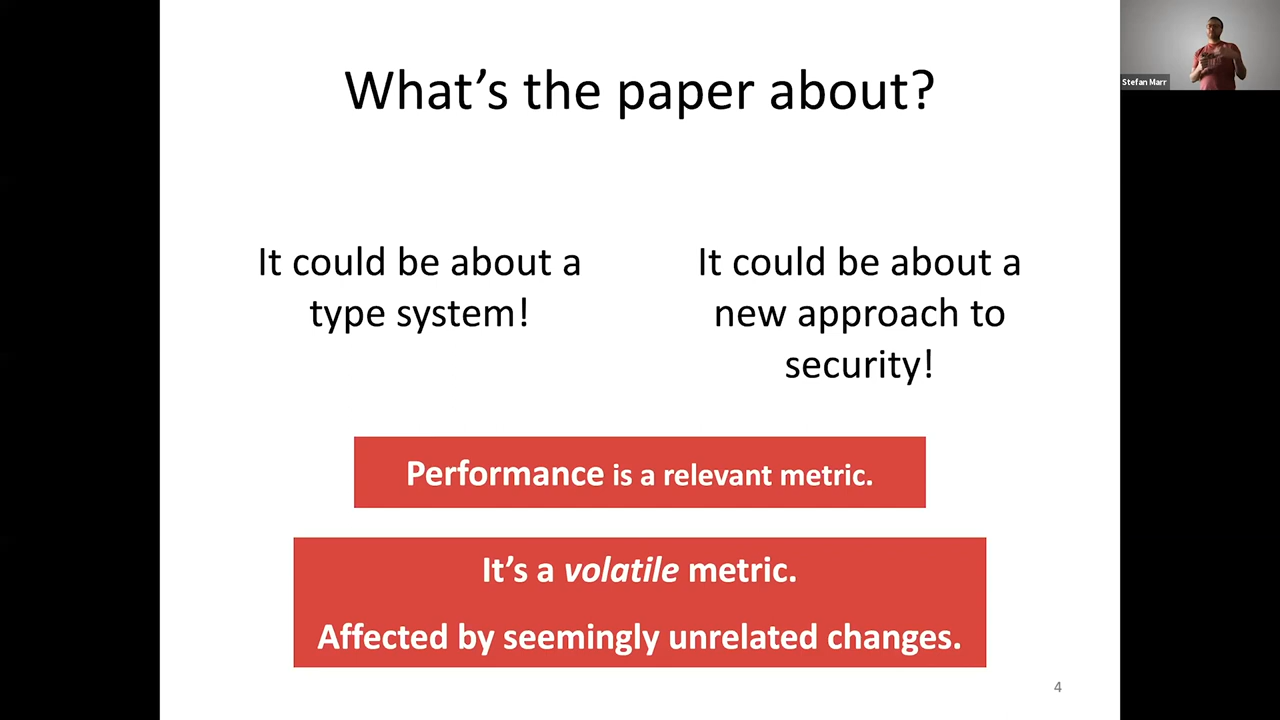 What's the paper about?
Stefan Marr
It could be about a
type system!
It could be about a
new approach to
security!
Performance is a relevant metric.
It's a volatile metric.
Affected by seemingly unrelated changes.
4